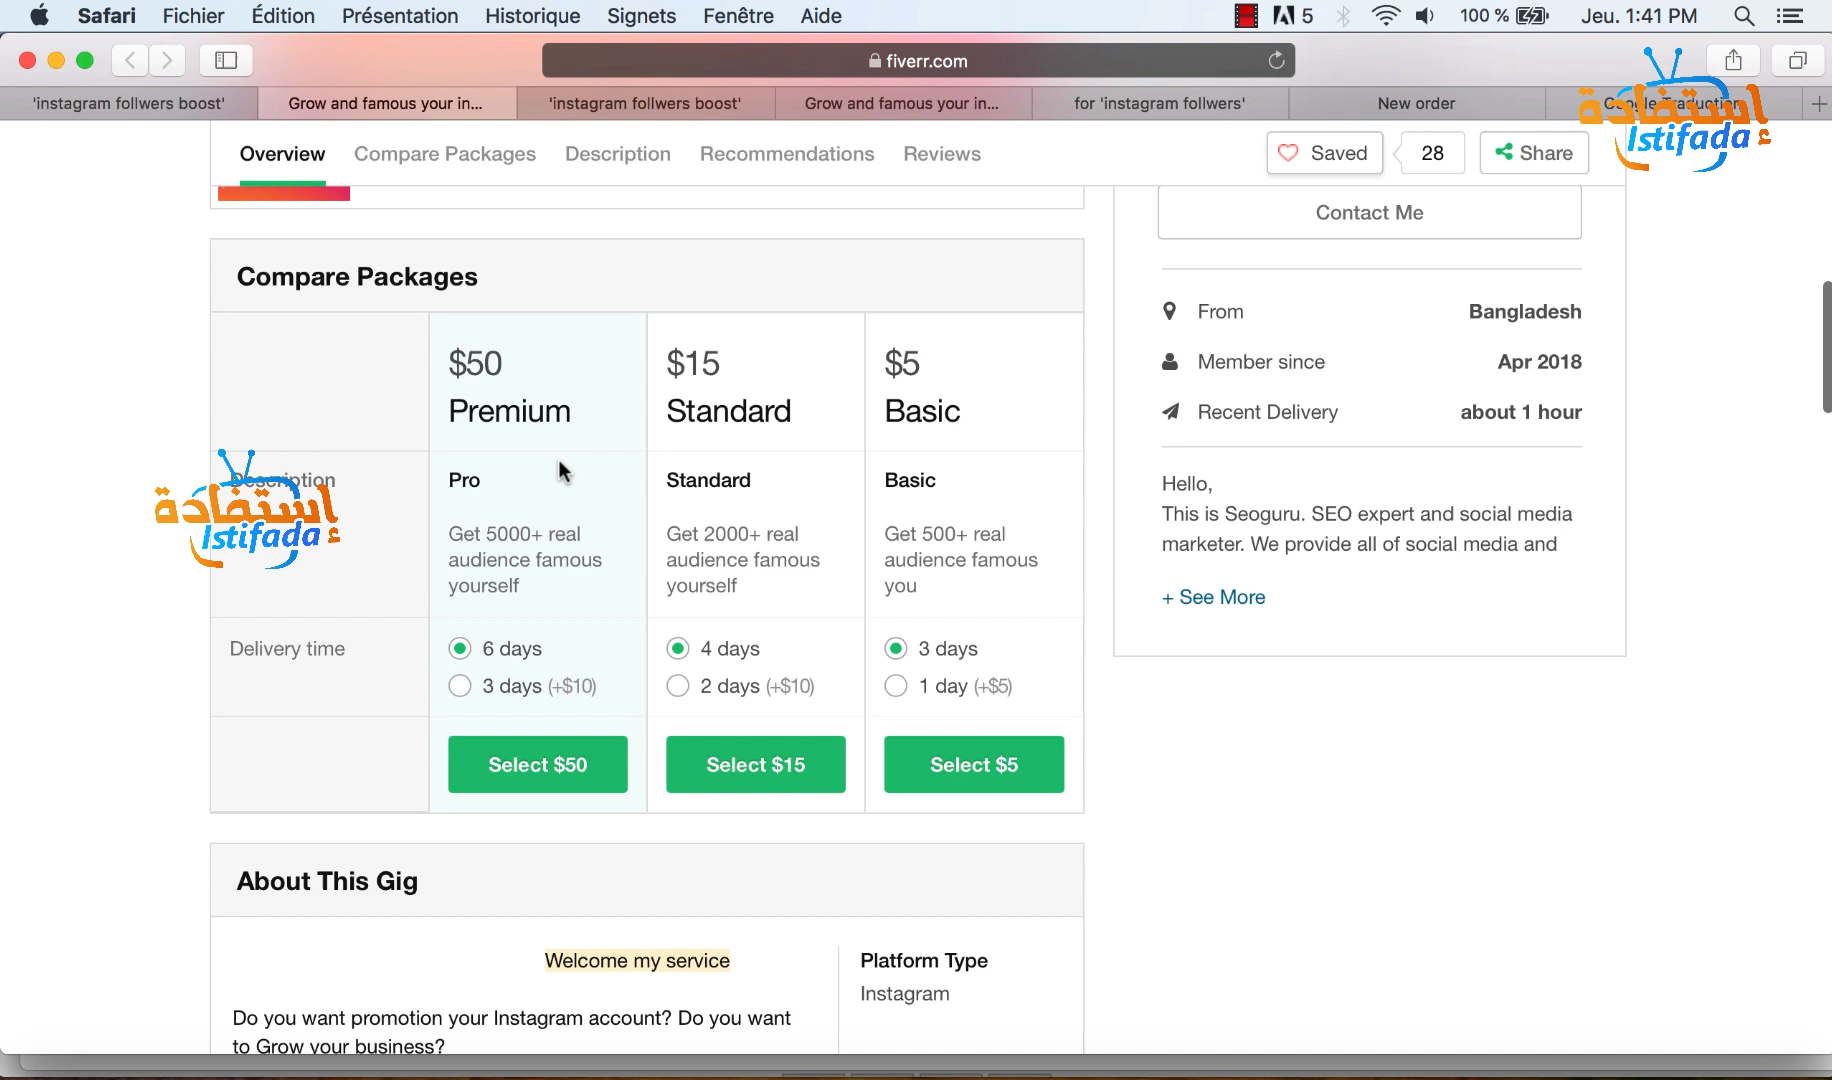 Safari Fichier Édition Présentation Historique Signets Fenêtre Aide 5 100 % Jeu. 1:41 PM
fiverr.com
'instagram follwers boost' Grow and famous your in... 'instagram follwers boost' Grow and famous your in... for 'instagram follwers' New order Google Traduction
إستفادة
Istifada
Overview Compare Packages Description Recommendations Reviews Saved 28 Share
Contact Me
Compare Packages
$50 $15 $5
Premium Standard Basic
Description Pro Standard Basic
Get 5000+ real Get 2000+ real Get 500+ real
audience famous audience famous audience famous
yourself yourself you
إستفادة
Istifada
Delivery time 6 days 4 days 3 days
3 days (+$10) 2 days (+$10) 1 day (+$5)
Select $50 Select $15 Select $5
From Bangladesh
Member since Apr 2018
Recent Delivery about 1 hour
Hello,
This is Seoguru. SEO expert and social media
marketer. We provide all of social media and
+ See More
About This Gig
Welcome my service
Do you want promotion your Instagram account? Do you want
to Grow your business?
Platform Type
Instagram